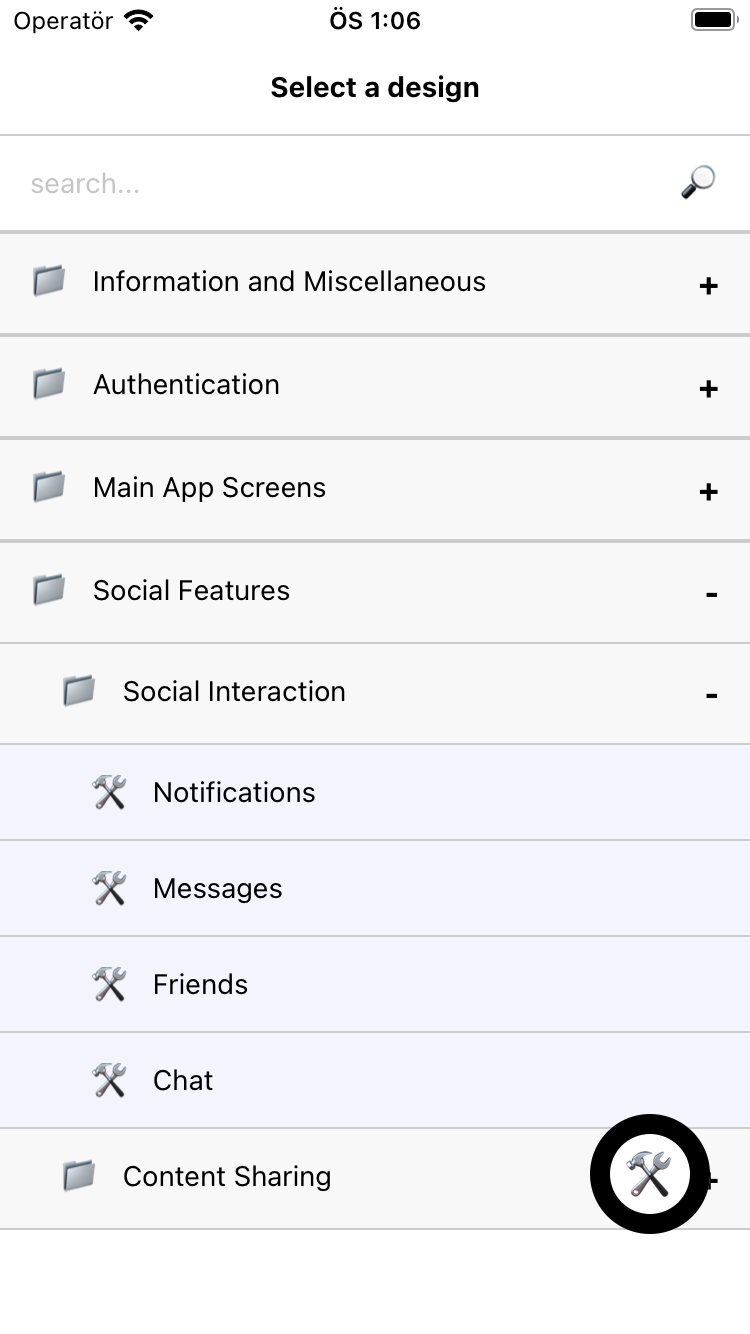 Operatör ÖS 1:06
Select a design
search...
Information and Miscellaneous +
Authentication +
Main App Screens +
Social Features -
Social Interaction -
Notifications
Messages
Friends
Chat
Content Sharing +